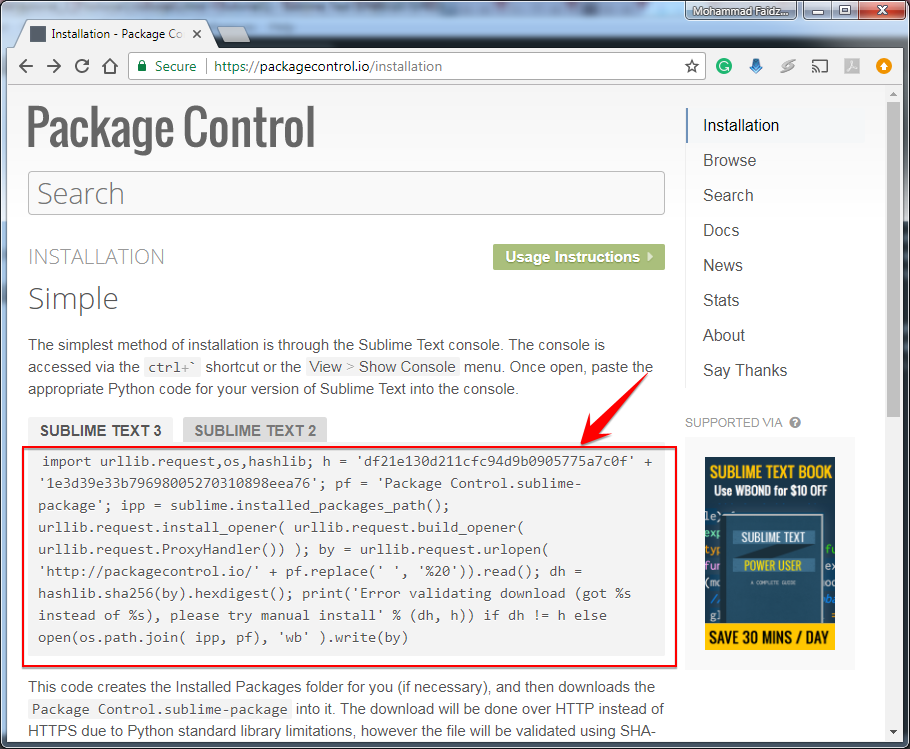 Mohammad Faidz...
Installation - Package Co
Secure https://packagecontrol.io/installation
Package Control
Search
INSTALLATION
Usage Instructions
Simple
The simplest method of installation is through the Sublime Text console. The console is
accessed via the ctrl+` shortcut or the View > Show Console menu. Once open, paste the
appropriate Python code for your version of Sublime Text into the console.
SUBLIME TEXT 3
SUBLIME TEXT 2
import urllib.request,os,hashlib; h = 'df21e130d211cfc94d9b0905775a7c0f' +
'1e3d39e33b79698005270310898eea76'; pf = 'Package Control.sublime-
package'; ipp = sublime.installed_packages_path();
urllib.request.install_opener( urllib.request.build_opener(
urllib.request.ProxyHandler()) ); by = urllib.request.urlopen(
'http://packagecontrol.io/' + pf.replace(' ', '%20')).read(); dh =
hashlib.sha256(by).hexdigest(); print('Error validating download (got %s
instead of %s), please try manual install' % (dh, h)) if dh != h else
open(os.path.join( ipp, pf), 'wb' ).write(by)
This code creates the Installed Packages folder for you (if necessary), and then downloads the
Package Control.sublime-package into it. The download will be done over HTTP instead of
HTTPS due to Python standard library limitations, however the file will be validated using SHA-
Installation
Browse
Search
Docs
News
Stats
About
Say Thanks
SUPPORTED VIA ?
SUBLIME TEXT BOOK
Use WBOND for $10 OFF
SUBLIME TEXT
POWER USER
A COMPLETE GUIDE
SAVE 30 MINS / DAY